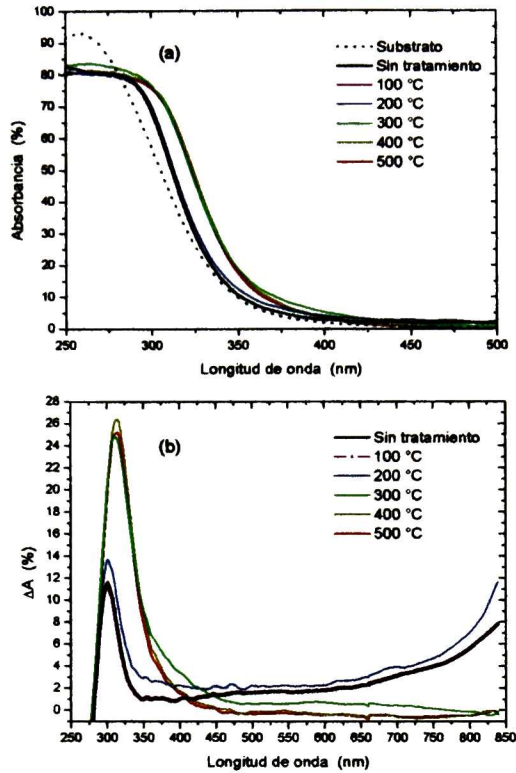 (a)
Substrato
Sin tratamiento
100 °C
200 °C
300 °C
400 °C
500 °C
Absorbancia (%)
100
90
80
70
60
50
40
30
20
10
0
250 300 350 400 450 500
Longitud de onda (nm)
(b)
Sin tratamiento
100 °C
200 °C
300 °C
400 °C
500 °C
ΔA (%)
28
26
24
22
20
18
16
14
12
10
8
6
4
2
0
250 300 350 400 450 500 550 600 650 700 750 800 850
Longitud de onda (nm)